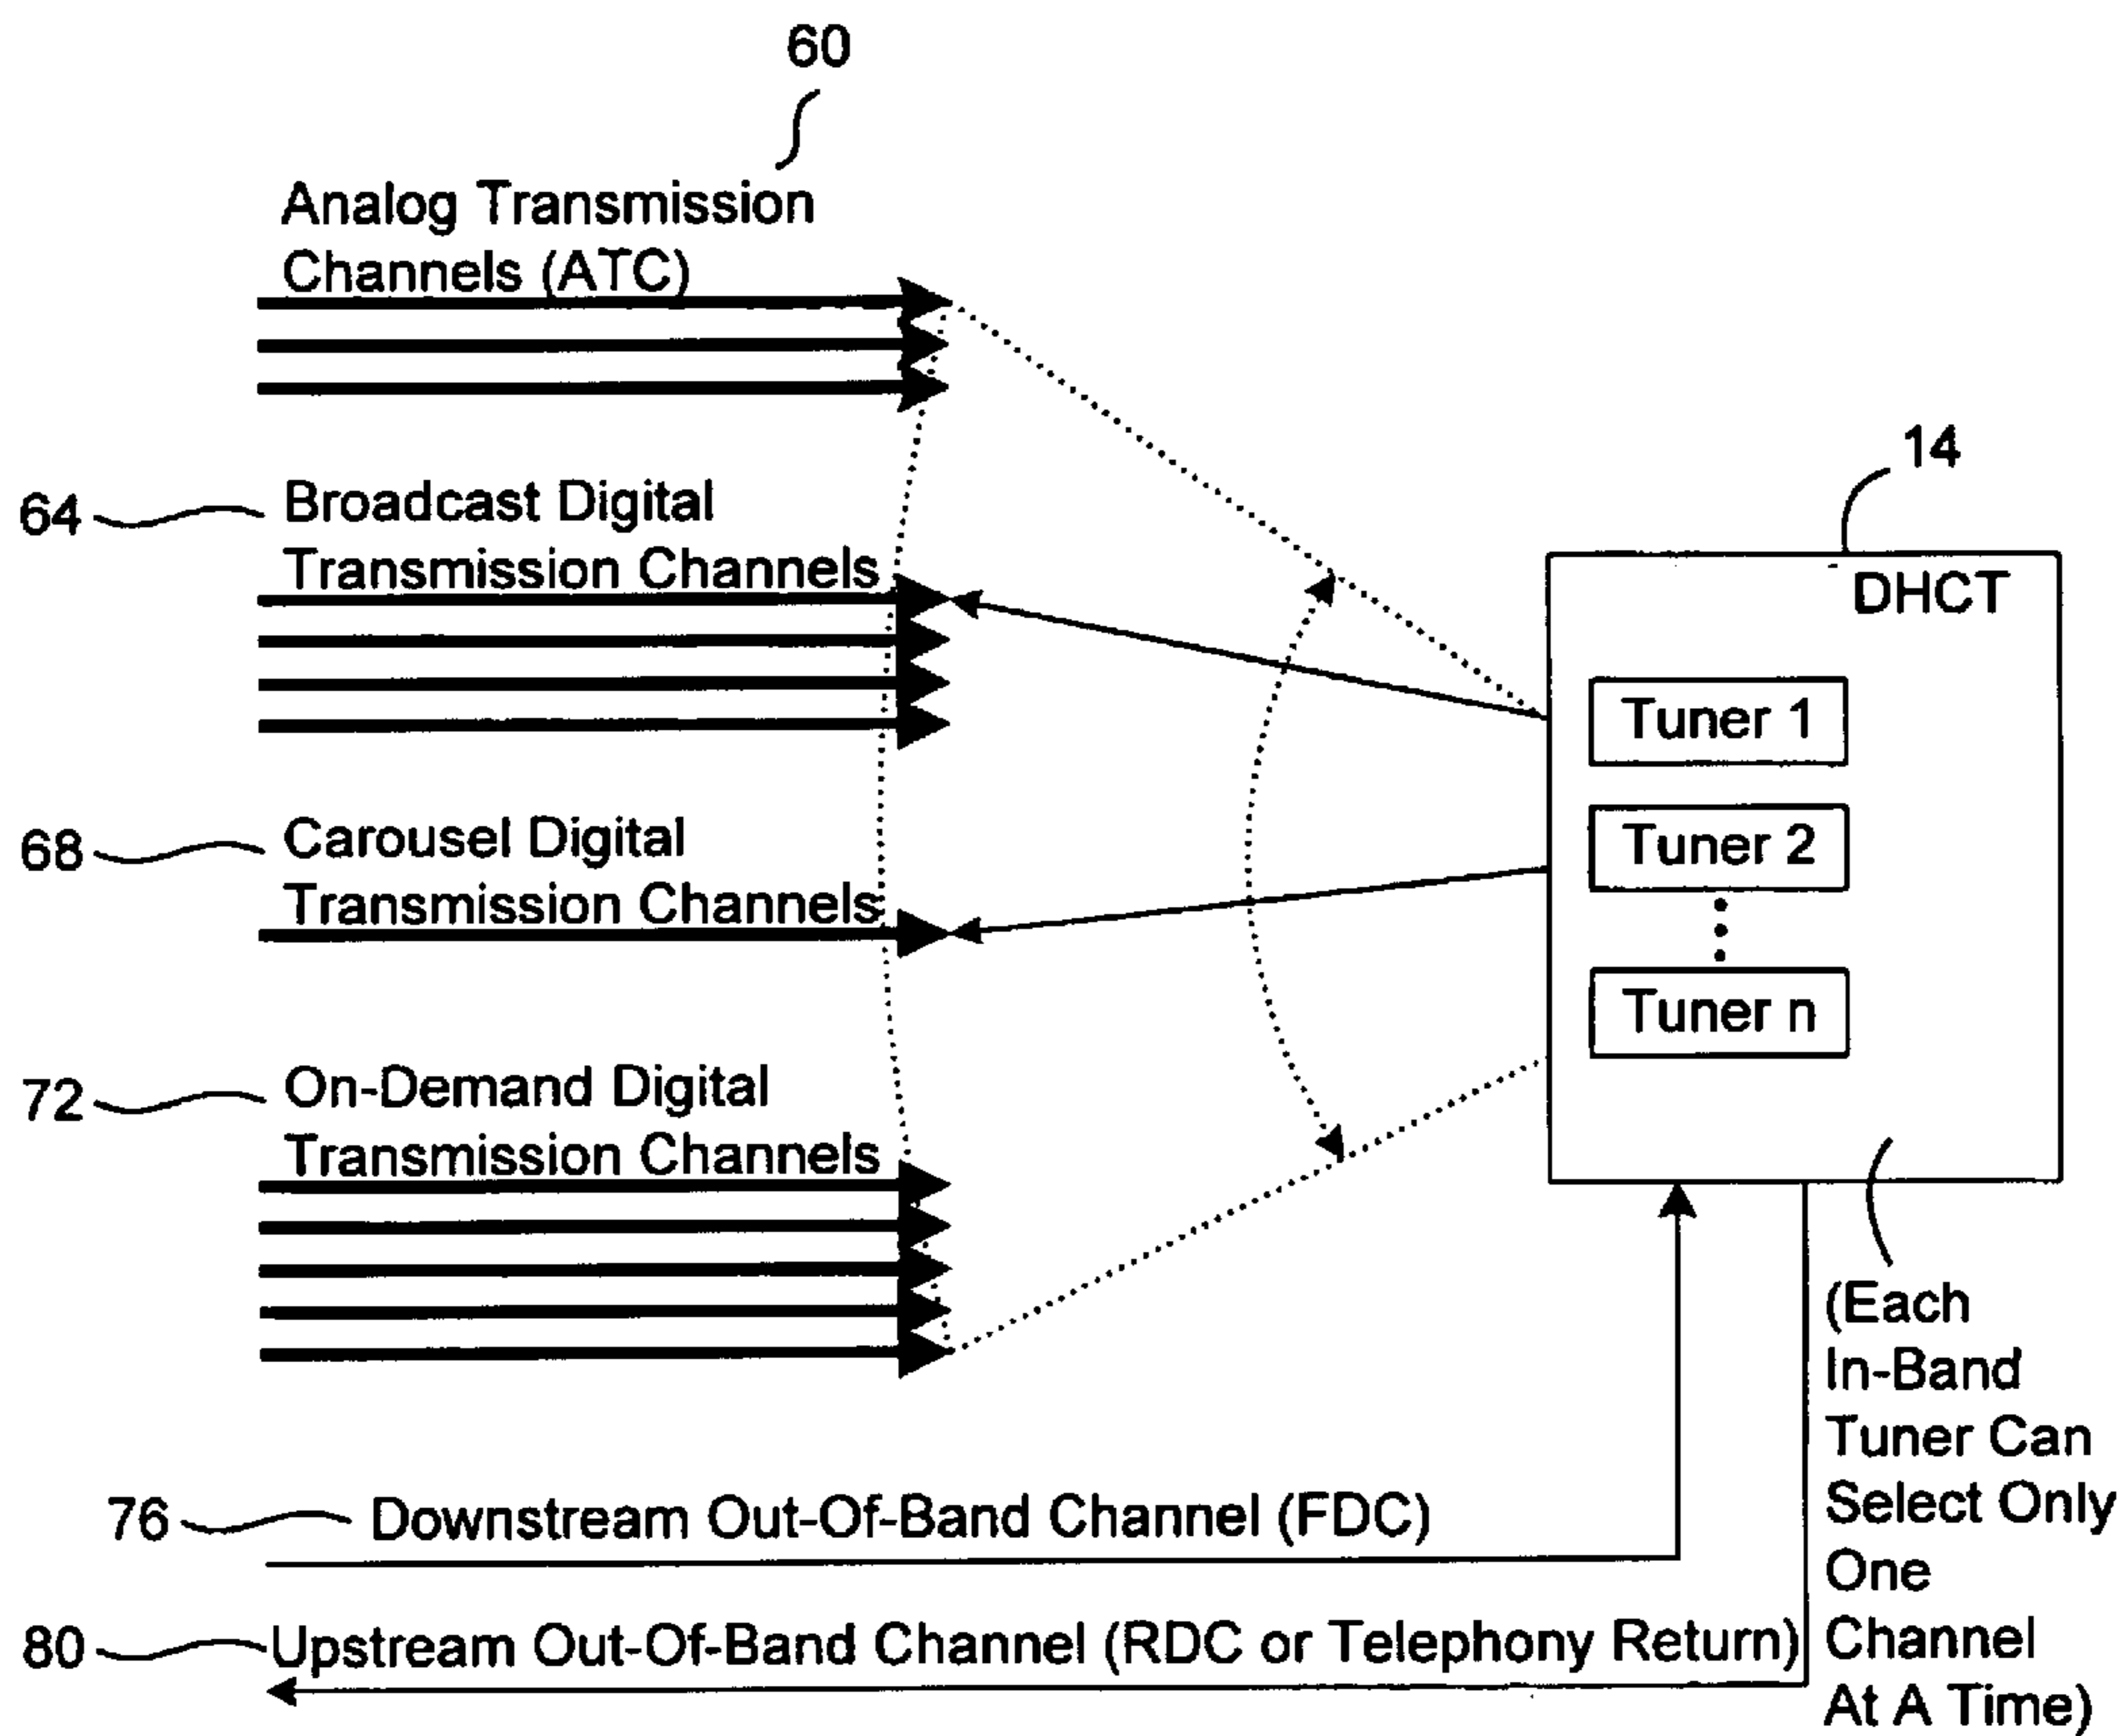 60
Analog Transmission
Channels (ATC)
14
64
Broadcast Digital
Transmission Channels
DHCT
Tuner 1
68
Carousel Digital
Transmission Channels
Tuner 2
Tuner n
72
On-Demand Digital
Transmission Channels
(Each
In-Band
Tuner Can
Select Only
One
Channel
At A Time)
76
Downstream Out-Of-Band Channel (FDC)
80
Upstream Out-Of-Band Channel (RDC or Telephony Return)